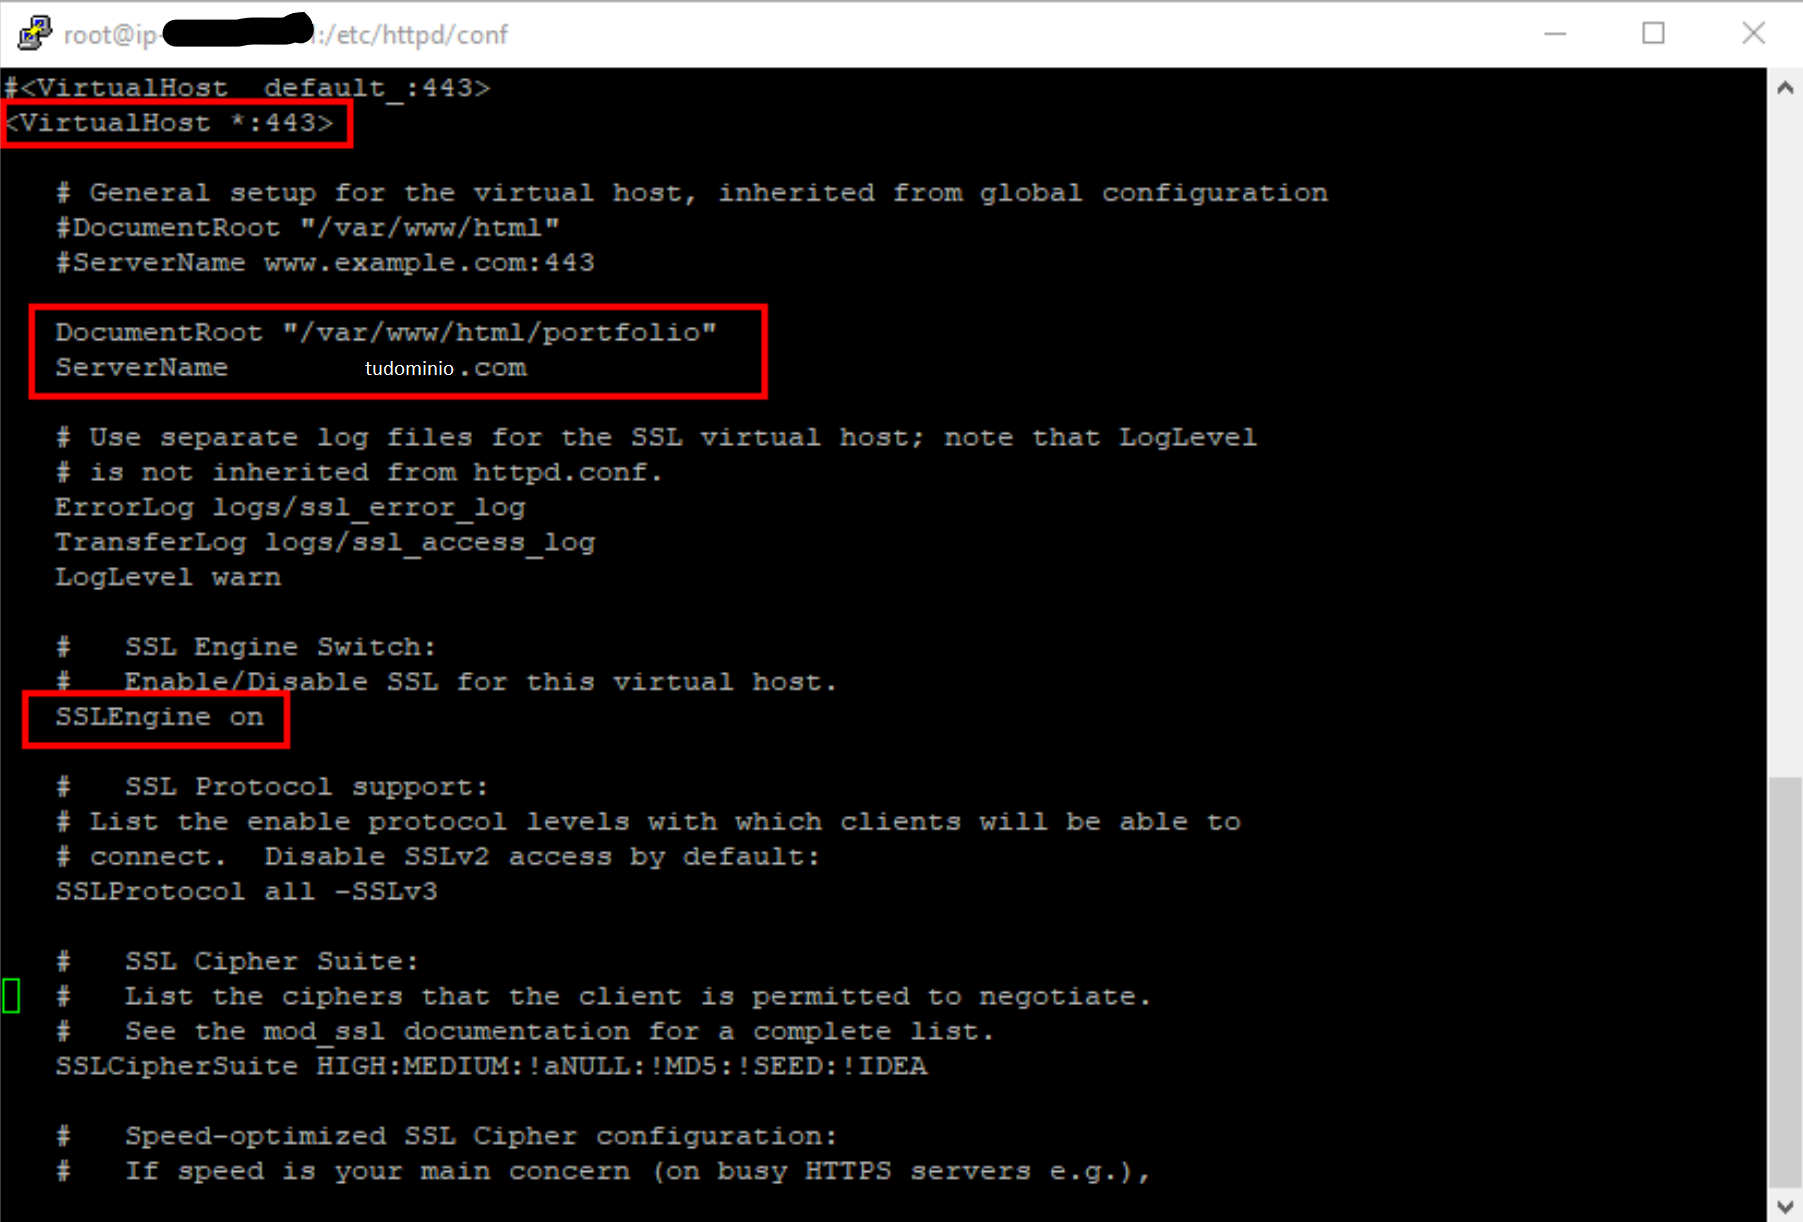 root@ip- :/etc/httpd/conf
#<VirtualHost _default_:443>
<VirtualHost *:443>
# General setup for the virtual host, inherited from global configuration
#DocumentRoot "/var/www/html"
#ServerName www.example.com:443
DocumentRoot "/var/www/html/portfolio"
ServerName tudominio.com
# Use separate log files for the SSL virtual host; note that LogLevel
# is not inherited from httpd.conf.
ErrorLog logs/ssl_error_log
TransferLog logs/ssl_access_log
LogLevel warn
#   SSL Engine Switch:
#   Enable/Disable SSL for this virtual host.
SSLEngine on
#   SSL Protocol support:
# List the enable protocol levels with which clients will be able to
# connect.  Disable SSLv2 access by default:
SSLProtocol all -SSLv3
#   SSL Cipher Suite:
#   List the ciphers that the client is permitted to negotiate.
#   See the mod_ssl documentation for a complete list.
SSLCipherSuite HIGH:MEDIUM:!aNULL:!MD5:!SEED:!IDEA
#   Speed-optimized SSL Cipher configuration:
#   If speed is your main concern (on busy HTTPS servers e.g.),